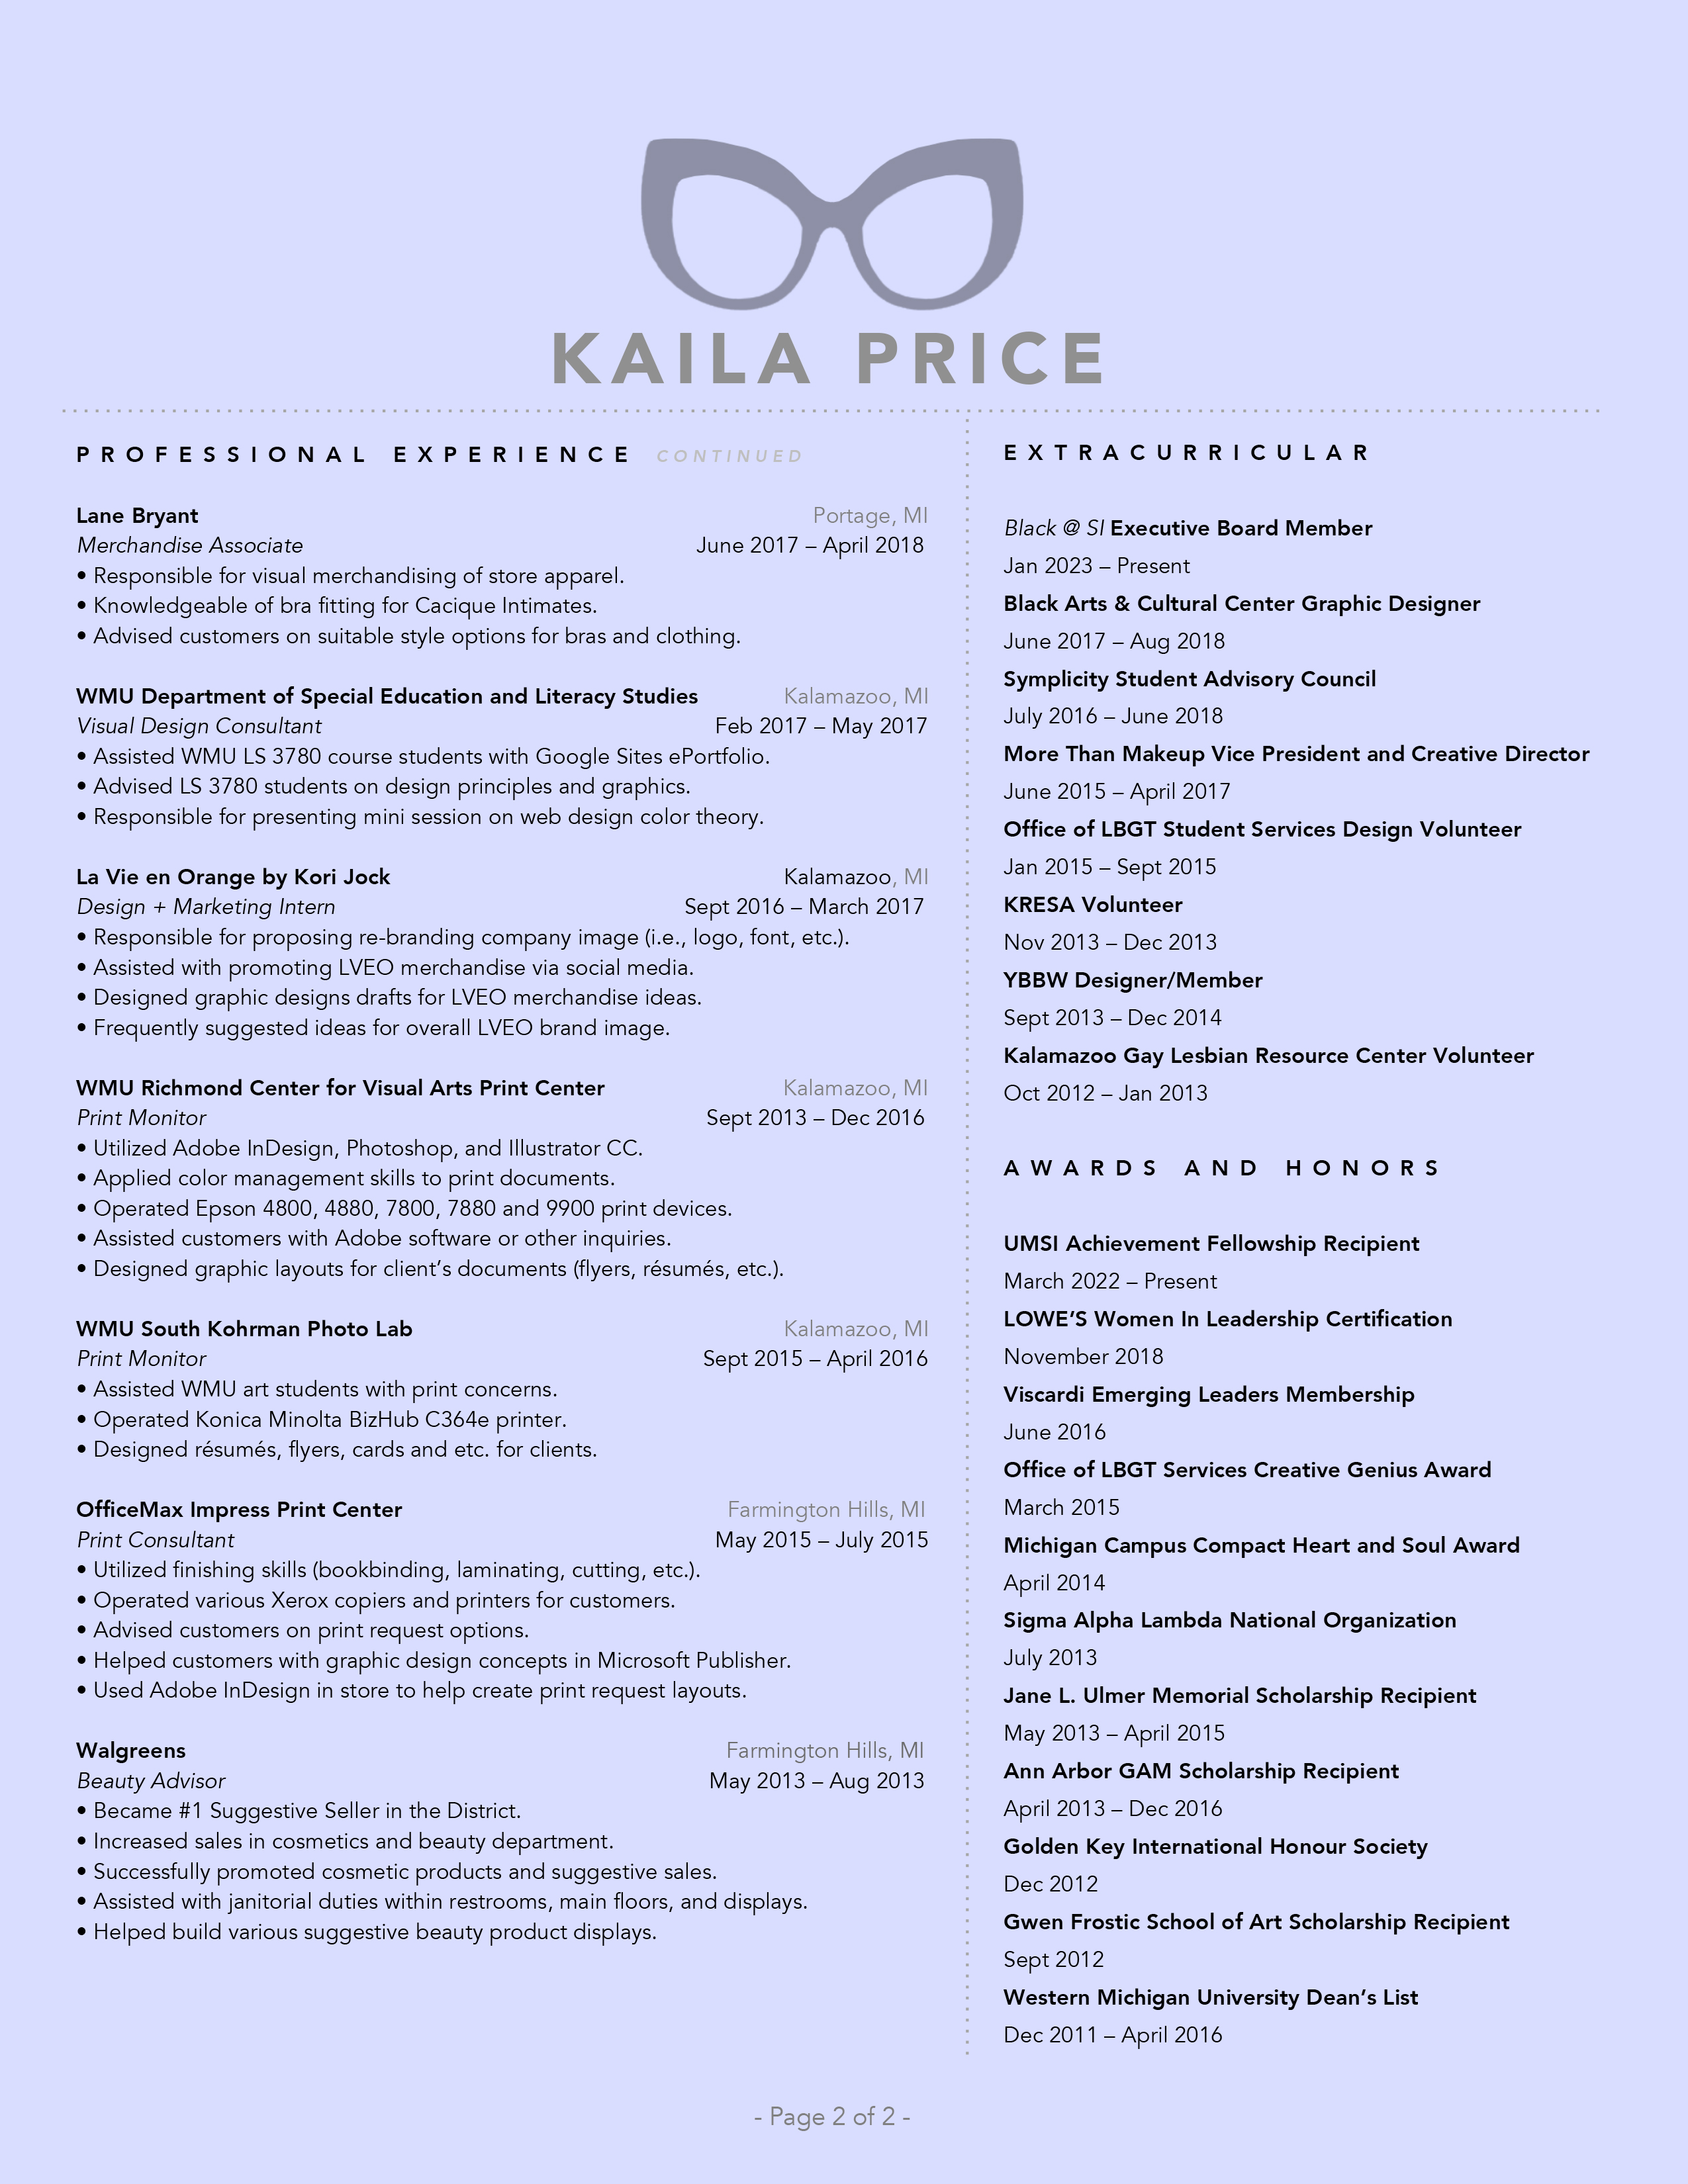 KAILA PRICE
PROFESSIONAL EXPERIENCE CONTINUED
Lane Bryant Portage, MI
Merchandise Associate June 2017 – April 2018
• Responsible for visual merchandising of store apparel.
• Knowledgeable of bra fitting for Cacique Intimates.
• Advised customers on suitable style options for bras and clothing.
WMU Department of Special Education and Literacy Studies Kalamazoo, MI
Visual Design Consultant Feb 2017 – May 2017
• Assisted WMU LS 3780 course students with Google Sites ePortfolio.
• Advised LS 3780 students on design principles and graphics.
• Responsible for presenting mini session on web design color theory.
La Vie en Orange by Kori Jock Kalamazoo, MI
Design + Marketing Intern Sept 2016 – March 2017
• Responsible for proposing re-branding company image (i.e., logo, font, etc.).
• Assisted with promoting LVEO merchandise via social media.
• Designed graphic designs drafts for LVEO merchandise ideas.
• Frequently suggested ideas for overall LVEO brand image.
WMU Richmond Center for Visual Arts Print Center Kalamazoo, MI
Print Monitor Sept 2013 – Dec 2016
• Utilized Adobe InDesign, Photoshop, and Illustrator CC.
• Applied color management skills to print documents.
• Operated Epson 4800, 4880, 7800, 7880 and 9900 print devices.
• Assisted customers with Adobe software or other inquiries.
• Designed graphic layouts for client’s documents (flyers, résumés, etc.).
WMU South Kohrman Photo Lab Kalamazoo, MI
Print Monitor Sept 2015 – April 2016
• Assisted WMU art students with print concerns.
• Operated Konica Minolta BizHub C364e printer.
• Designed résumés, flyers, cards and etc. for clients.
OfficeMax Impress Print Center Farmington Hills, MI
Print Consultant May 2015 – July 2015
• Utilized finishing skills (bookbinding, laminating, cutting, etc.).
• Operated various Xerox copiers and printers for customers.
• Advised customers on print request options.
• Helped customers with graphic design concepts in Microsoft Publisher.
• Used Adobe InDesign in store to help create print request layouts.
Walgreens Farmington Hills, MI
Beauty Advisor May 2013 – Aug 2013
• Became #1 Suggestive Seller in the District.
• Increased sales in cosmetics and beauty department.
• Successfully promoted cosmetic products and suggestive sales.
• Assisted with janitorial duties within restrooms, main floors, and displays.
• Helped build various suggestive beauty product displays.
EXTRACURRICULAR
Black @ SI Executive Board Member
Jan 2023 – Present
Black Arts & Cultural Center Graphic Designer
June 2017 – Aug 2018
Symplicity Student Advisory Council
July 2016 – June 2018
More Than Makeup Vice President and Creative Director
June 2015 – April 2017
Office of LBGT Student Services Design Volunteer
Jan 2015 – Sept 2015
KRESA Volunteer
Nov 2013 – Dec 2013
YBBW Designer/Member
Sept 2013 – Dec 2014
Kalamazoo Gay Lesbian Resource Center Volunteer
Oct 2012 – Jan 2013
AWARDS AND HONORS
UMSI Achievement Fellowship Recipient
March 2022 – Present
LOWE’S Women In Leadership Certification
November 2018
Viscardi Emerging Leaders Membership
June 2016
Office of LBGT Services Creative Genius Award
March 2015
Michigan Campus Compact Heart and Soul Award
April 2014
Sigma Alpha Lambda National Organization
July 2013
Jane L. Ulmer Memorial Scholarship Recipient
May 2013 – April 2015
Ann Arbor GAM Scholarship Recipient
April 2013 – Dec 2016
Golden Key International Honour Society
Dec 2012
Gwen Frostic School of Art Scholarship Recipient
Sept 2012
Western Michigan University Dean’s List
Dec 2011 – April 2016
- Page 2 of 2 -